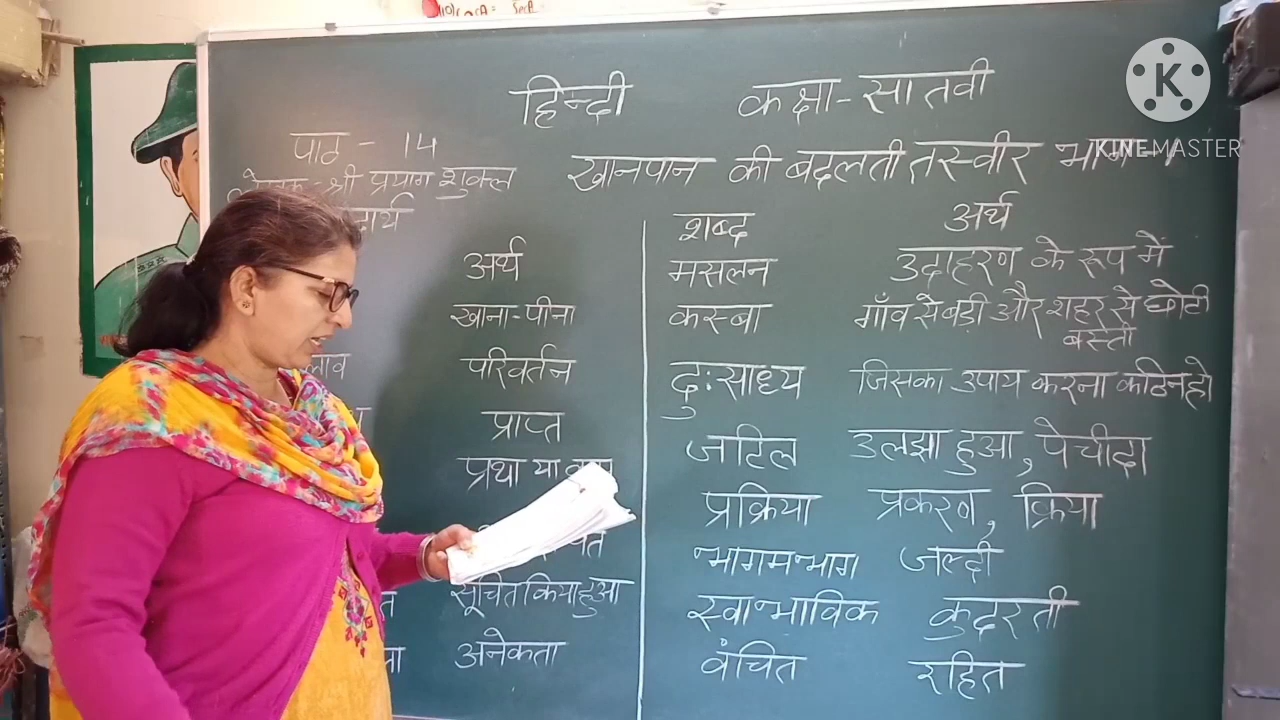 हिन्दी कक्षा - सातवी
पाठ - 14 खानपान की बदलती तस्वीर
श्री प्रयाग शुक्ल
अर्थ
खाना-पीना
परिवर्तन
प्राप्त
प्रथा या
सूचित किया हुआ
अनेकता
शब्द अर्थ
मसलन उदाहरण के रूप में
कस्बा गाँव से बड़ी और शहर से छोटी
बस्ती
दुःसाध्य जिसका उपाय करना कठिन हो
जटिल उलझा हुआ, पेचीदा
प्रक्रिया प्रकरण, क्रिया
भागमभाग जल्दी
स्वाभाविक कुदरती
वंचित रहित
K
KINEMASTER